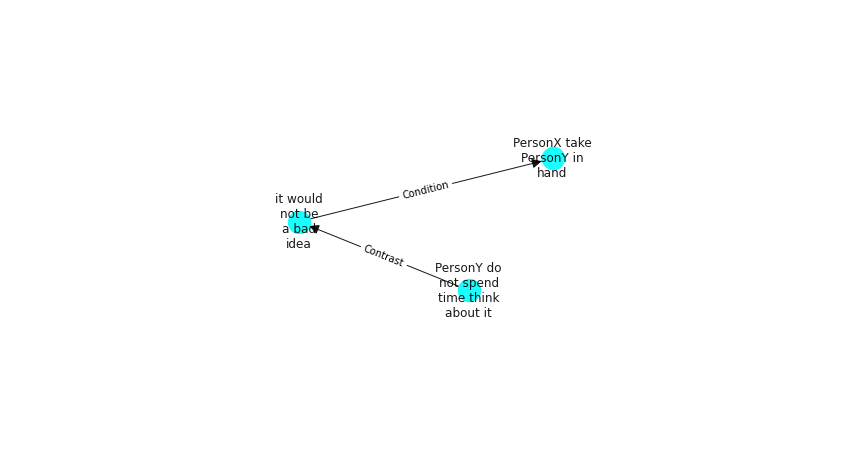 PersonX take
PersonY in
hand
Condition
it would
not be
a bad
idea
Contrast
PersonY do
not spend
time think
about it